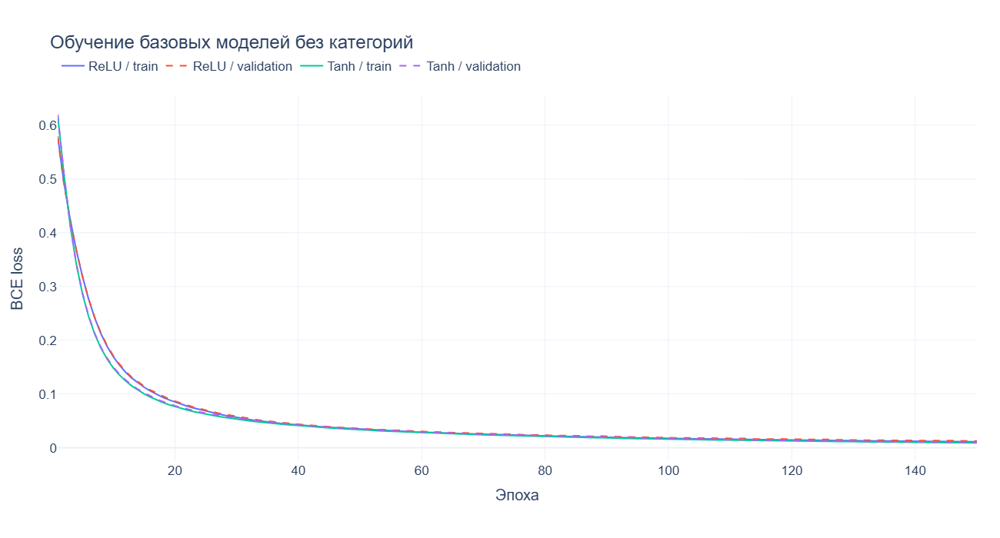 Обучение базовых моделей без категорий
ReLU / train ReLU / validation Tanh / train Tanh / validation
0.6
0.5
0.4
0.3
0.2
0.1
0
BCE loss
20 40 60 80 100 120 140
Эпоха